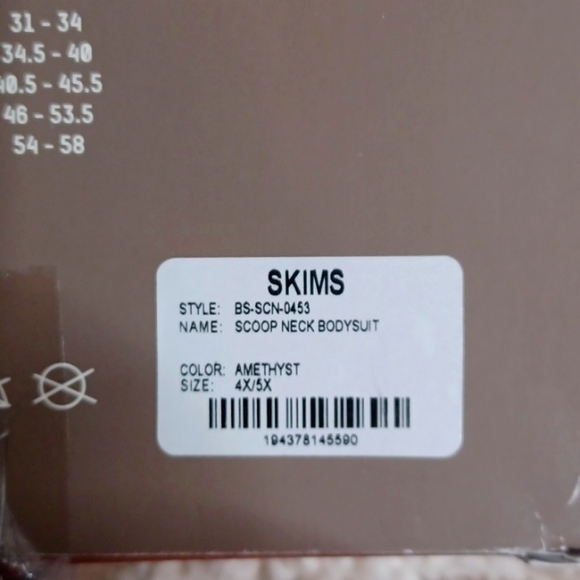 31 - 34
34.5 - 40
40.5 - 45.5
46 - 53.5
54 - 58
SKIMS
STYLE: BS-SCN-0453
NAME: SCOOP NECK BODYSUIT
COLOR: AMETHYST
SIZE: 4X/5X
194378145590